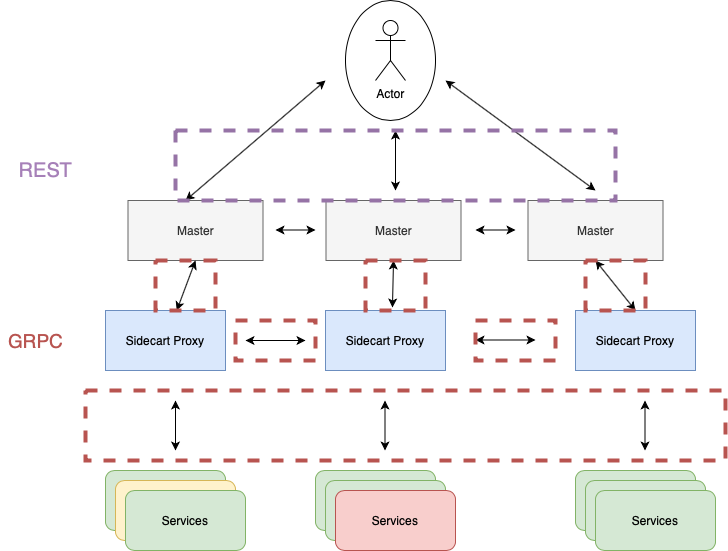 Actor
REST
Master
Master
Master
GRPC
Sidecart Proxy
Sidecart Proxy
Sidecart Proxy
Services
Services
Services